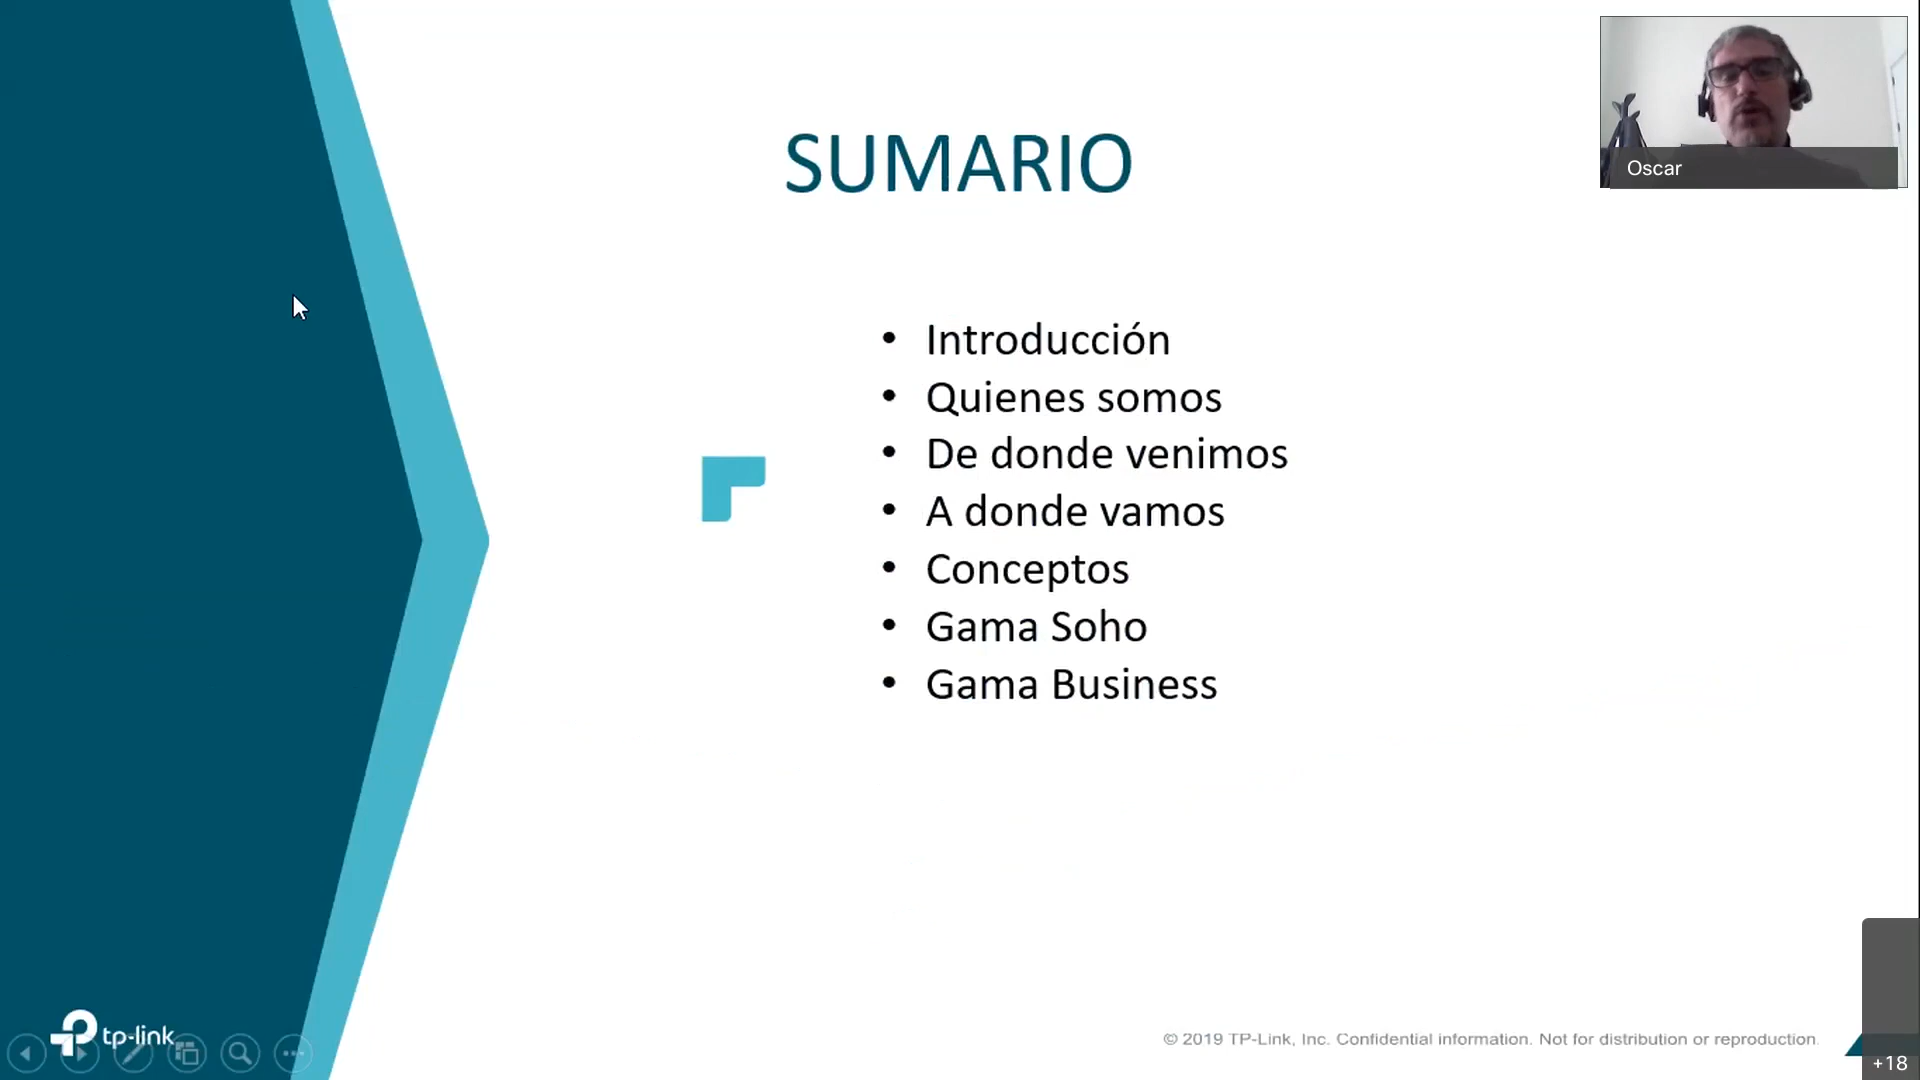 SUMARIO
Oscar
• Introducción
• Quienes somos
• De donde venimos
• A donde vamos
• Conceptos
• Gama Soho
• Gama Business
tp-link
© 2019 TP-Link, Inc. Confidential information. Not for distribution or reproduction.
+18